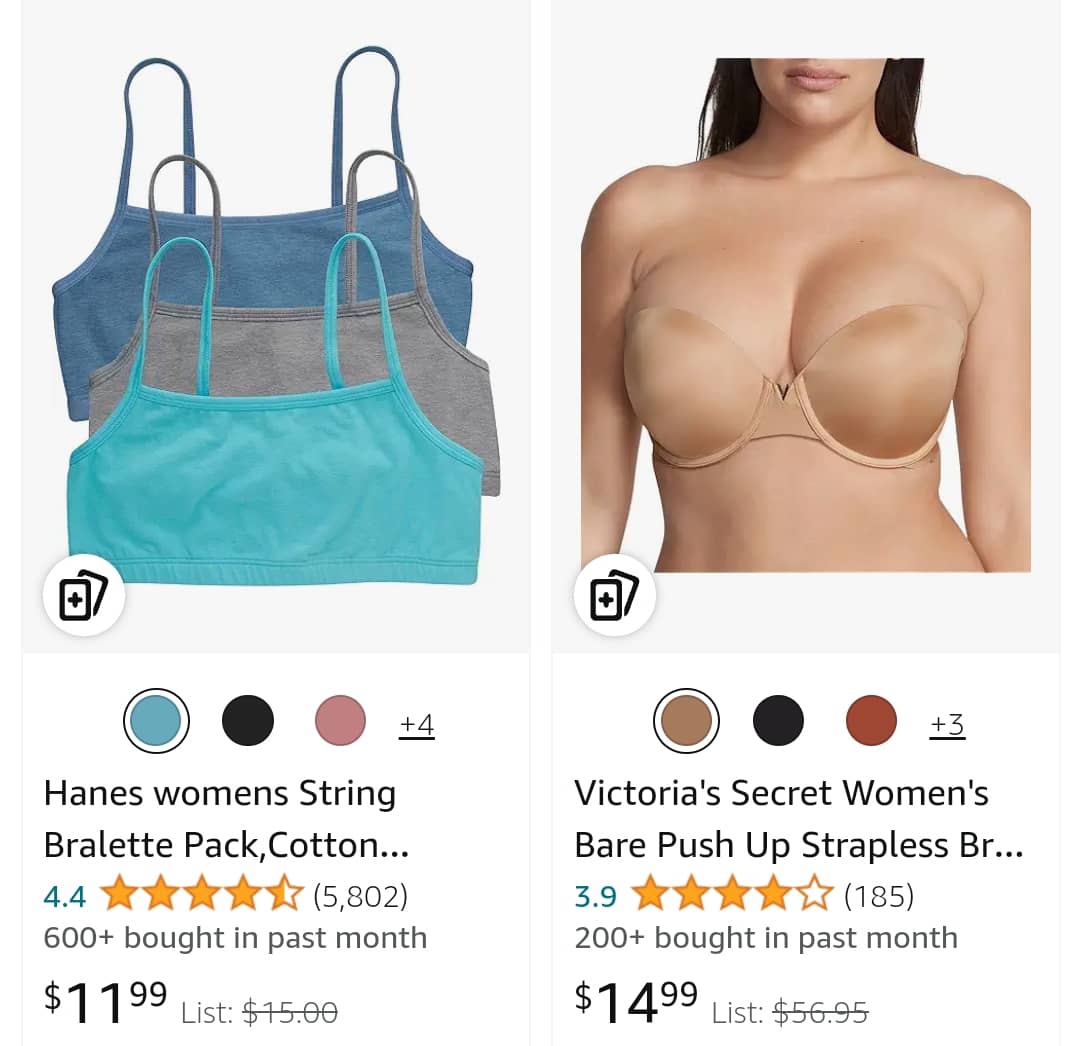 +4
Hanes womens String
Bralette Pack,Cotton...
4.4 (5,802)
600+ bought in past month
$11.99 List: $15.00
V
+3
Victoria's Secret Women's
Bare Push Up Strapless Br...
3.9 (185)
200+ bought in past month
$14.99 List: $56.95